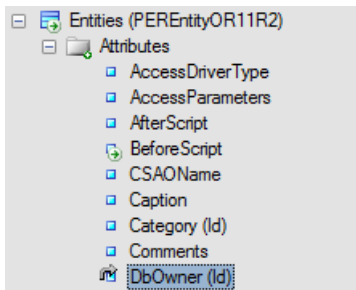 Entities (PEREntityOR11R2)
Attributes
AccessDriverType
AccessParameters
AfterScript
BeforeScript
CSAOName
Caption
Category (Id)
Comments
DbOwner (Id)